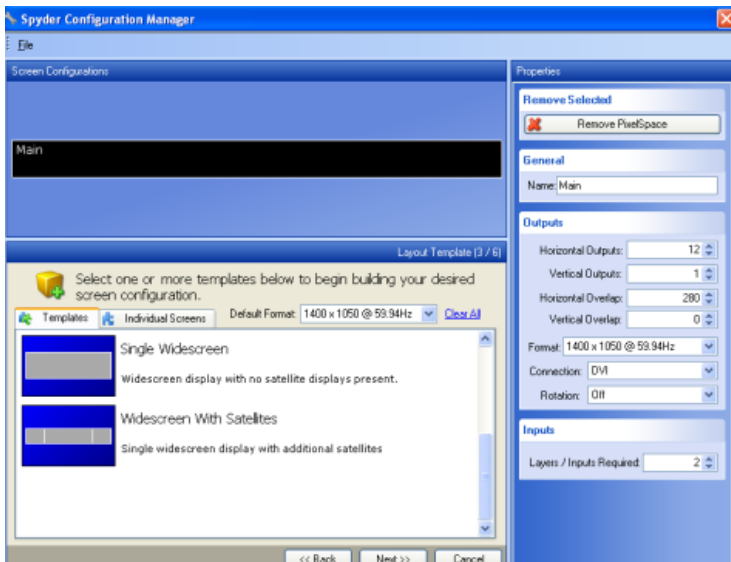 Spyder Configuration Manager
File
Screen Configurations
Main
Layout Template (3 / 6)
Select one or more templates below to begin building your desired
screen configuration.
Templates
Individual Screens
Default Format: 1400 x 1050 @ 59.94Hz
Clear All
Single Widescreen
Widescreen display with no satellite displays present.
Widescreen With Satellites
Single widescreen display with additional satellites
<< Back
Next >>
Cancel
Properties
Remove Selected
Remove PixelSpace
General
Name: Main
Outputs
Horizontal Outputs: 12
Vertical Outputs: 1
Horizontal Overlap: 280
Vertical Overlap: 0
Format: 1400 x 1050 @ 59.94Hz
Connection: DVI
Rotation: Off
Inputs
Layers / Inputs Required: 2